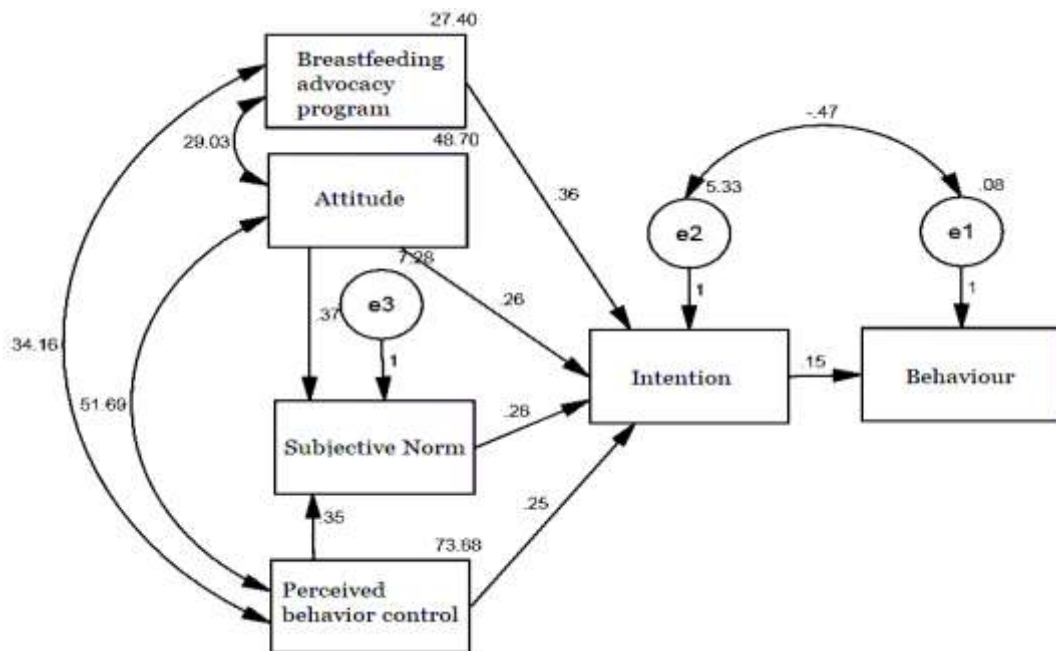 27.40
Breastfeeding
advocacy
program
29.03
48.70
-.47
Attitude
.36
5.33
.08
e2
e1
7.28
e3
.37
.26
1
1
1
34.16
Intention
.15
Behaviour
51.69
Subjective Norm
.26
.35
.25
73.68
Perceived
behavior control